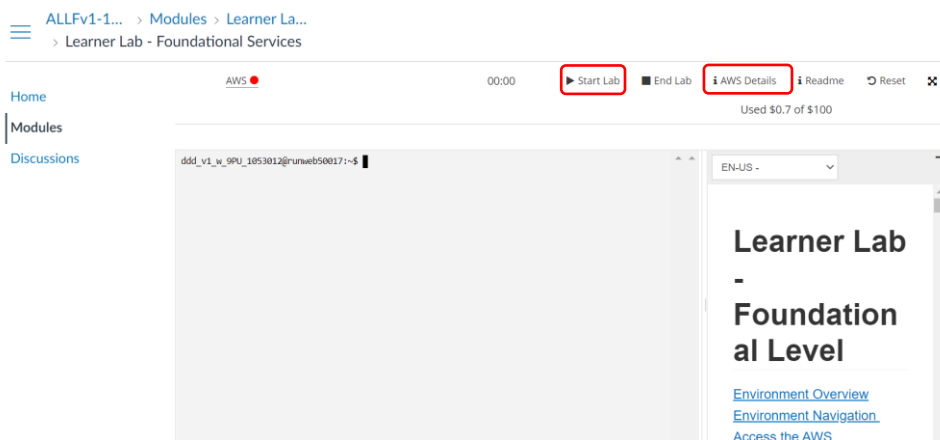 ALLFv1-1... > Modules > Learner La...
> Learner Lab - Foundational Services
AWS
00:00
Start Lab
End Lab
AWS Details
Readme
Reset
Used $0.7 of $100
Home
Modules
Discussions
ddd_v1_w_9PU_1053012@runweb50017:~$
EN-US -
Learner Lab
-
Foundation
al Level
Environment Overview
Environment Navigation
Access the AWS